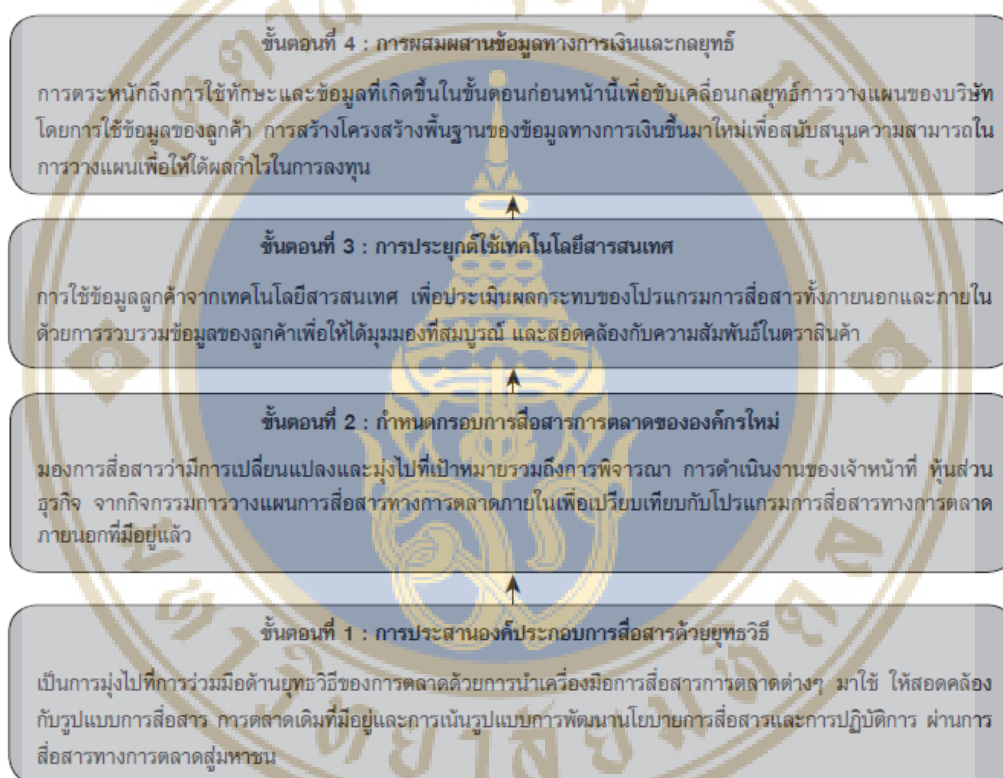 ขั้นตอนที่ 4 : การผสมผสานข้อมูลทางการเงินและกลยุทธ์
การตระหนักถึงการใช้ทักษะและข้อมูลที่เกิดขึ้นในขั้นตอนก่อนหน้านี้เพื่อขับเคลื่อนกลยุทธ์การวางแผนของบริษัท
โดยการใช้ข้อมูลของลูกค้า การสร้างโครงสร้างพื้นฐานของข้อมูลทางการเงินขึ้นมาใหม่เพื่อสนับสนุนความสามารถใน
การวางแผนเพื่อให้ได้ผลกำไรในการลงทุน
ขั้นตอนที่ 3 : การประยุกต์ใช้เทคโนโลยีสารสนเทศ
การใช้ข้อมูลลูกค้าจากเทคโนโลยีสารสนเทศ เพื่อประเมินผลกระทบของโปรแกรมการสื่อสารทั้งภายนอกและภายใน
ด้วยการรวบรวมข้อมูลของลูกค้าเพื่อให้ได้มุมมองที่สมบูรณ์ และสอดคล้องกับความสัมพันธ์ในตราสินค้า
ขั้นตอนที่ 2 : กำหนดกรอบการสื่อสารการตลาดขององค์กรใหม่
มองการสื่อสารว่ามีการเปลี่ยนแปลงและมุ่งไปที่เป้าหมายรวมถึงการพิจารณา การดำเนินงานของเจ้าหน้าที่ หุ้นส่วน
ธุรกิจ จากกิจกรรมการวางแผนการสื่อสารทางการตลาดภายในเพื่อเปรียบเทียบกับโปรแกรมการสื่อสารทางการตลาด
ภายนอกที่มีอยู่แล้ว
ขั้นตอนที่ 1 : การประสานองค์ประกอบการสื่อสารด้วยยุทธวิธี
เป็นการมุ่งไปที่การร่วมมือด้านยุทธวิธีของการตลาดด้วยการนำเครื่องมือการสื่อสารการตลาดต่างๆ มาใช้ ให้สอดคล้อง
กับรูปแบบการสื่อสาร การตลาดเดิมที่มีอยู่และการเน้นรูปแบบการพัฒนานโยบายการสื่อสารและการปฏิบัติการ ผ่านการ
สื่อสารทางการตลาดสู่มหาชน